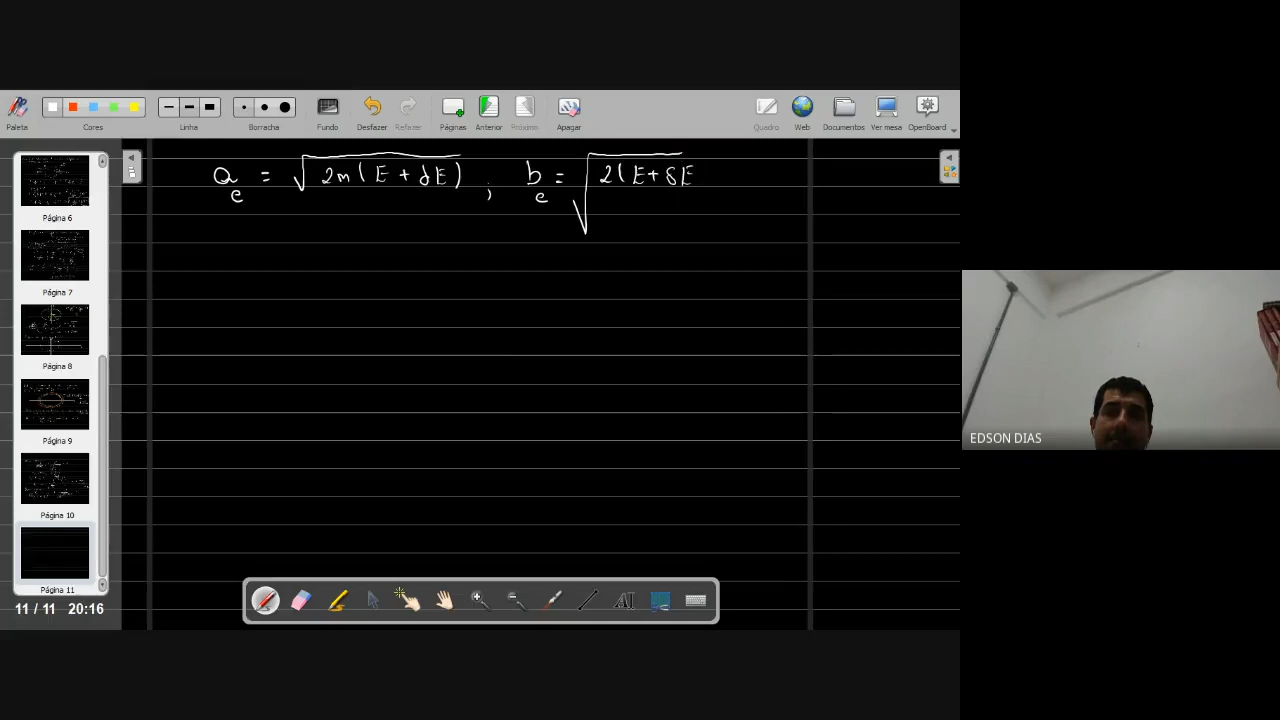 Paleta
Cores
Linha
Borracha
Fundo
Desfazer
Refazer
Páginas
Anterior
Próximo
Apagar
Quadro
Web
Documentos
Ver mesa
OpenBoard
a_e = √(2m(E + δE)) ; b_e = √(2(E + δE
Página 6
Página 7
Página 8
Página 9
Página 10
Página 11
11 / 11 20:16
AI
EDSON DIAS